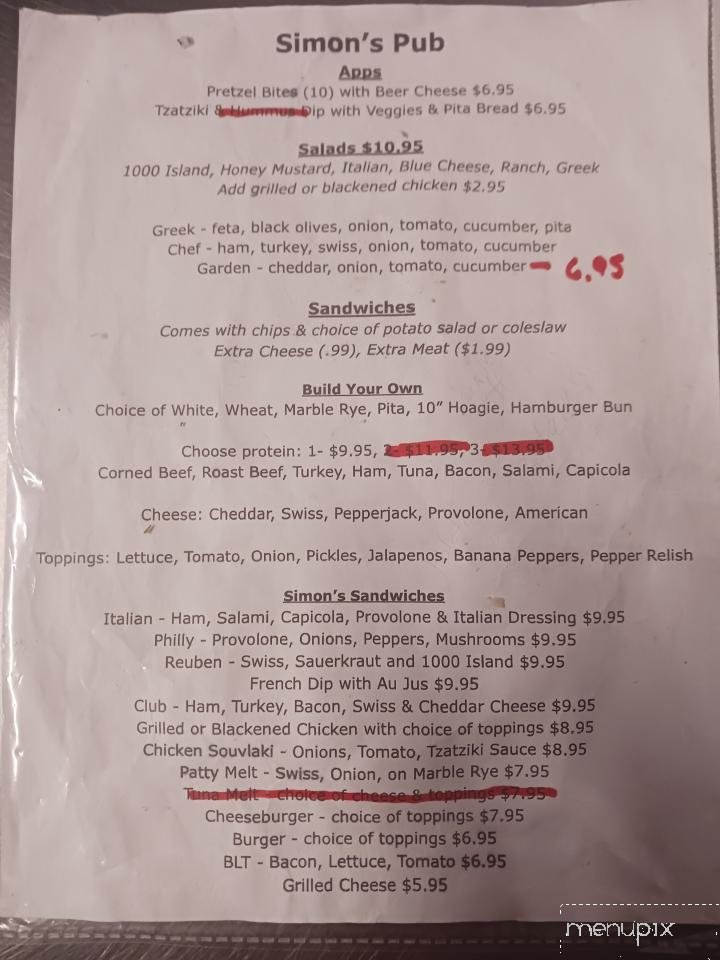 Simon's Pub
Apps
Pretzel Bites (10) with Beer Cheese $6.95
Tzatziki & Hummus Dip with Veggies & Pita Bread $6.95
Salads $10.95
1000 Island, Honey Mustard, Italian, Blue Cheese, Ranch, Greek
Add grilled or blackened chicken $2.95
Greek - feta, black olives, onion, tomato, cucumber, pita
Chef - ham, turkey, swiss, onion, tomato, cucumber
Garden - cheddar, onion, tomato, cucumber - 6.95
Sandwiches
Comes with chips & choice of potato salad or coleslaw
Extra Cheese (.99), Extra Meat ($1.99)
Build Your Own
Choice of White, Wheat, Marble Rye, Pita, 10" Hoagie, Hamburger Bun
Choose protein: 1- $9.95, 2- $11.95, 3- $13.95
Corned Beef, Roast Beef, Turkey, Ham, Tuna, Bacon, Salami, Capicola
Cheese: Cheddar, Swiss, Pepperjack, Provolone, American
Toppings: Lettuce, Tomato, Onion, Pickles, Jalapenos, Banana Peppers, Pepper Relish
Simon's Sandwiches
Italian - Ham, Salami, Capicola, Provolone & Italian Dressing $9.95
Philly - Provolone, Onions, Peppers, Mushrooms $9.95
Reuben - Swiss, Sauerkraut and 1000 Island $9.95
French Dip with Au Jus $9.95
Club - Ham, Turkey, Bacon, Swiss & Cheddar Cheese $9.95
Grilled or Blackened Chicken with choice of toppings $8.95
Chicken Souvlaki - Onions, Tomato, Tzatziki Sauce $8.95
Patty Melt - Swiss, Onion, on Marble Rye $7.95
Tuna Melt - choice of cheese & toppings $7.95
Cheeseburger - choice of toppings $7.95
Burger - choice of toppings $6.95
BLT - Bacon, Lettuce, Tomato $6.95
Grilled Cheese $5.95
menupix